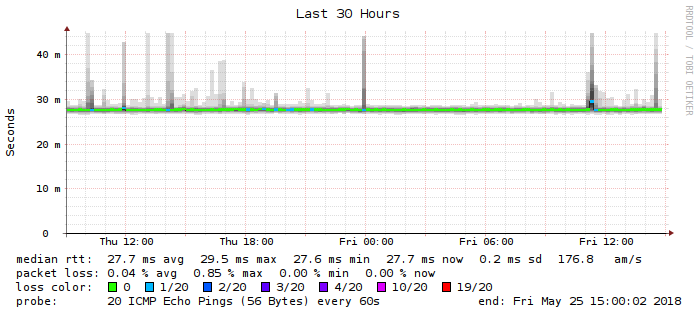 Last 30 Hours
RRDTOOL / TOBI OETIKER
Seconds
40 m
30 m
20 m
10 m
0
Thu 12:00 Thu 18:00 Fri 00:00 Fri 06:00 Fri 12:00
median rtt: 27.7 ms avg 29.5 ms max 27.6 ms min 27.7 ms now 0.2 ms sd 176.8 am/s
packet loss: 0.04 % avg 0.85 % max 0.00 % min 0.00 % now
loss color: 0 1/20 2/20 3/20 4/20 10/20 19/20
probe: 20 ICMP Echo Pings (56 Bytes) every 60s end: Fri May 25 15:00:02 2018